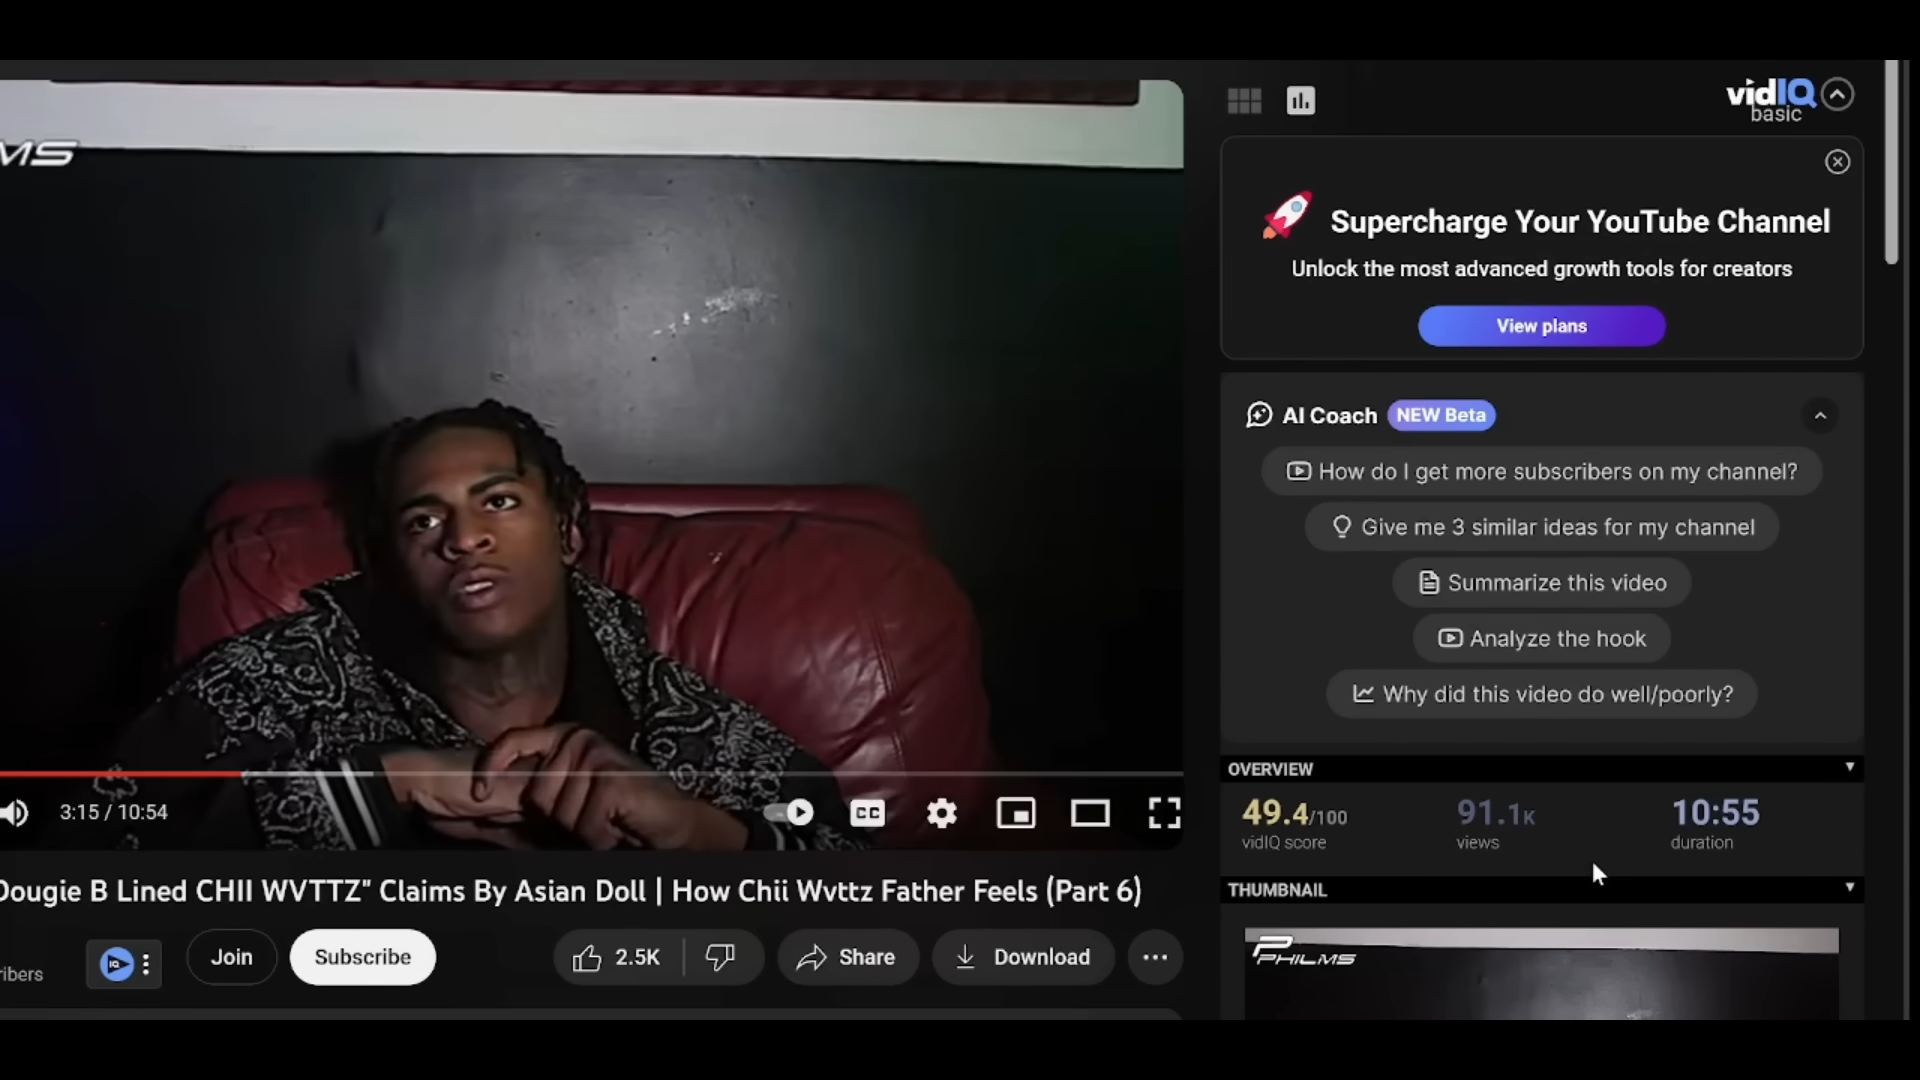 MS
vidIQ
basic
Supercharge Your YouTube Channel
Unlock the most advanced growth tools for creators
View plans
AI Coach NEW Beta
How do I get more subscribers on my channel?
Give me 3 similar ideas for my channel
Summarize this video
Analyze the hook
Why did this video do well/poorly?
OVERVIEW
49.4/100 91.1K 10:55
vidIQ score views duration
THUMBNAIL
PHILMS
3:15 / 10:54
CC
Dougie B Lined CHII WVTTZ" Claims By Asian Doll | How Chii Wvttz Father Feels (Part 6)
ribers
IQ
Join
Subscribe
2.5K
Share
Download